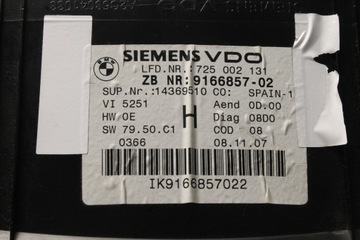 SIEMENS VDO
LFD.NR.:725 002 131
ZB NR:9166857-02
SUP.Nr.:14369510 CO: SPAIN-1
VI 5251 Aend 0D.00
HW 0E H Diag 08D0
SW 79.50.C1 COD 08
0366 08.11.07
IK9166857022